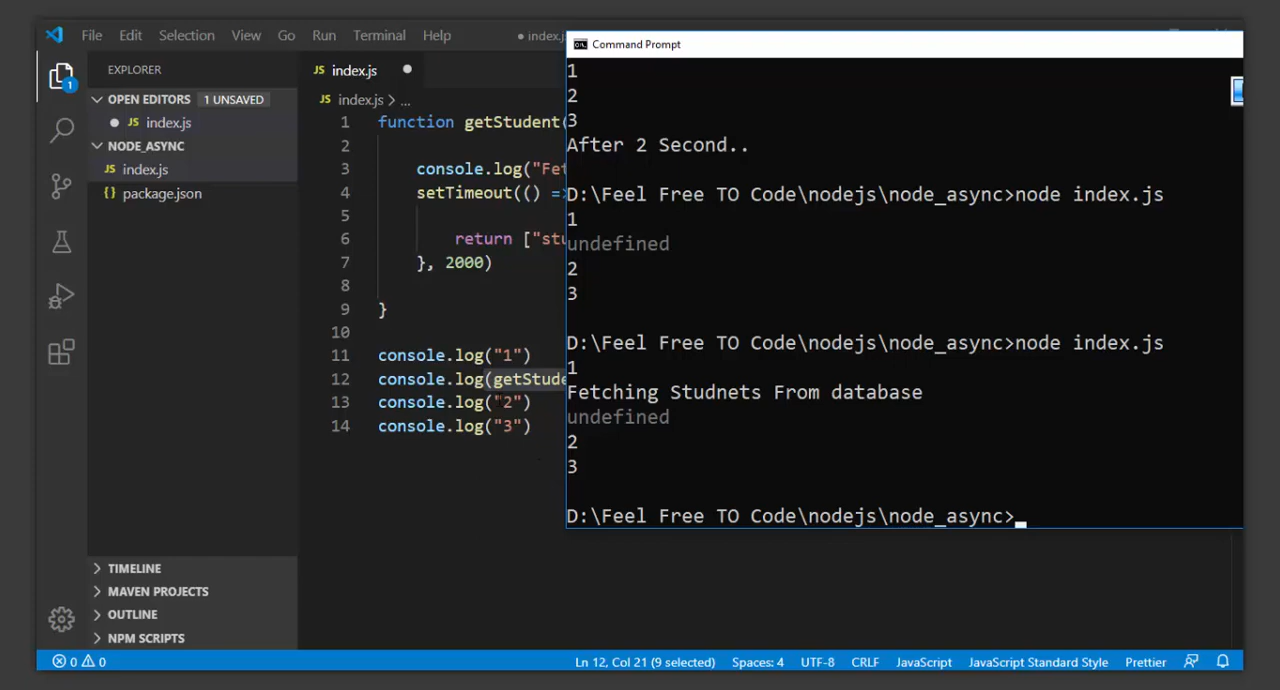 File Edit Selection View Go Run Terminal Help
● index.
Command Prompt
EXPLORER
OPEN EDITORS 1 UNSAVED
● JS index.js
NODE_ASYNC
JS index.js
{} package.json
TIMELINE
MAVEN PROJECTS
OUTLINE
NPM SCRIPTS
JS index.js ●
JS index.js > ...
1 function getStudent(
2
3 console.log("Fet
4 setTimeout(() =>
5
6 return ["stu
7 }, 2000)
8
9 }
10
11 console.log("1")
12 console.log(getStude
13 console.log("2")
14 console.log("3")
1
2
3
After 2 Second..
D:\Feel Free TO Code\nodejs\node_async>node index.js
1
undefined
2
3
D:\Feel Free TO Code\nodejs\node_async>node index.js
1
Fetching Studnets From database
undefined
2
3
D:\Feel Free TO Code\nodejs\node_async>
0 0 Ln 12, Col 21 (9 selected) Spaces: 4 UTF-8 CRLF JavaScript JavaScript Standard Style Prettier
1